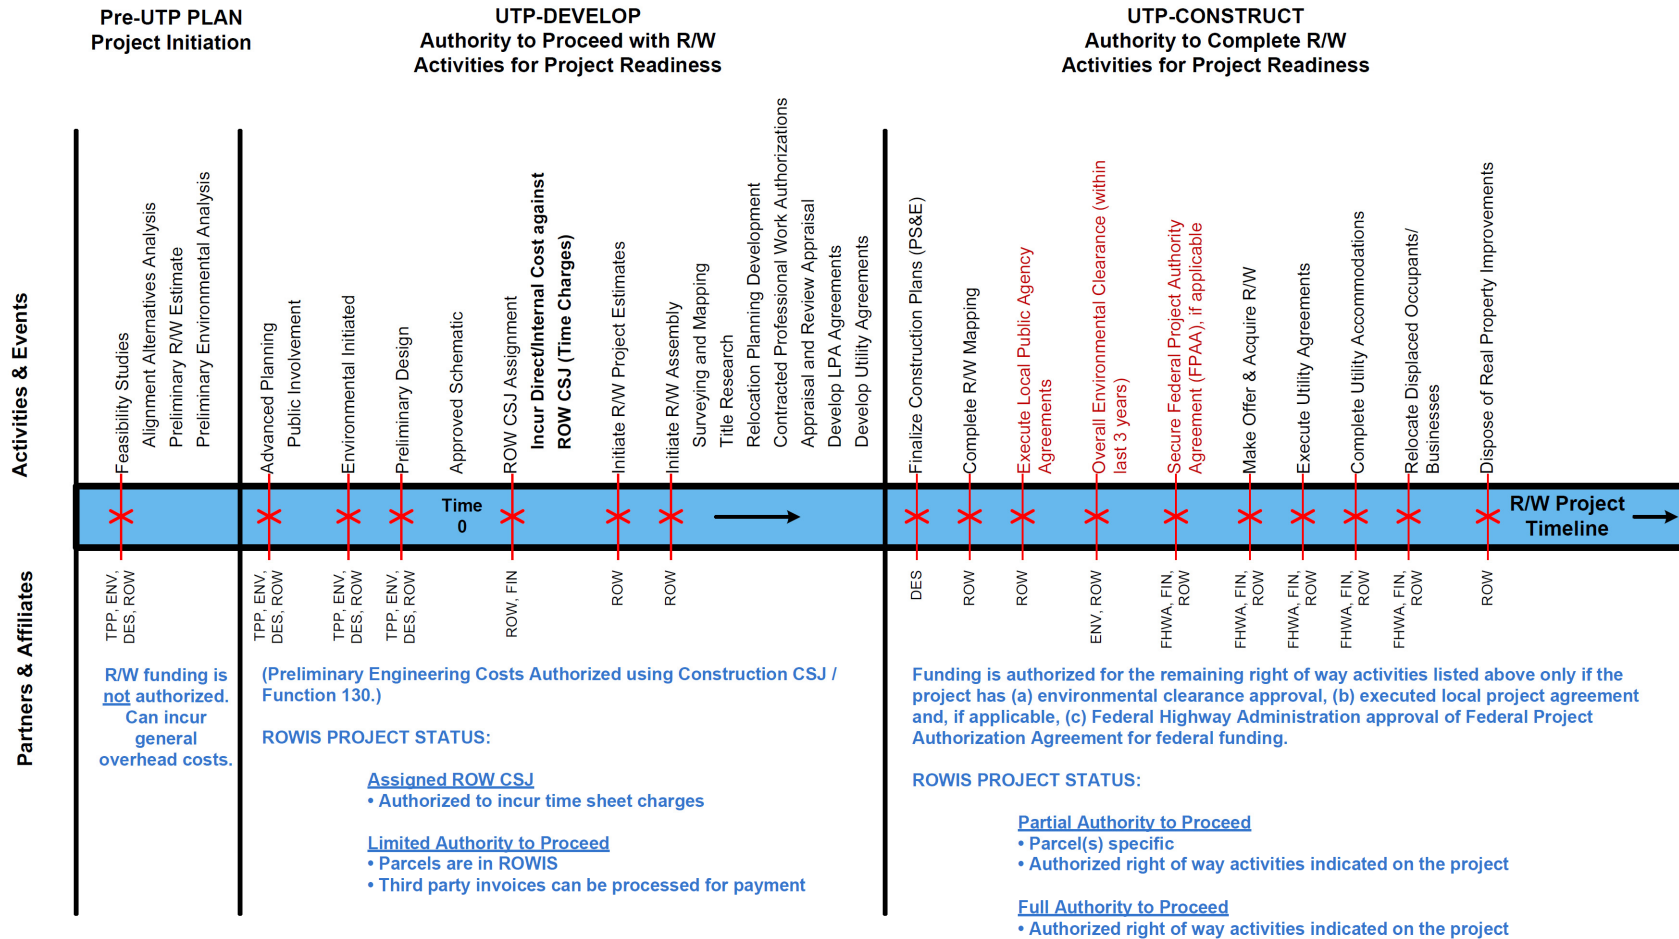 Pre-UTP PLAN
Project Initiation
UTP-DEVELOP
Authority to Proceed with R/W
Activities for Project Readiness
UTP-CONSTRUCT
Authority to Complete R/W
Activities for Project Readiness
Activities & Events
Feasibility Studies
Alignment Alternatives Analysis
Preliminary R/W Estimate
Preliminary Environmental Analysis
Advanced Planning
Public Involvement
Environmental Initiated
Preliminary Design
Approved Schematic
ROW CSJ Assignment
Incur Direct/Internal Cost against
ROW CSJ (Time Charges)
Initiate R/W Project Estimates
Initiate R/W Assembly
Surveying and Mapping
Title Research
Relocation Planning Development
Contracted Professional Work Authorizations
Appraisal and Review Appraisal
Develop LPA Agreements
Develop Utility Agreements
Finalize Construction Plans (PS&E)
Complete R/W Mapping
Execute Local Public Agency
Agreements
Overall Environmental Clearance (within
last 3 years)
Secure Federal Project Authority
Agreement (FPAA), if applicable
Make Offer & Acquire R/W
Execute Utility Agreements
Complete Utility Accommodations
Relocate Displaced Occupants/
Businesses
Dispose of Real Property Improvements
Time
0
R/W Project
Timeline
Partners & Affiliates
TPP, ENV,
DES, ROW
TPP, ENV,
DES, ROW
TPP, ENV,
DES, ROW
TPP, ENV,
DES, ROW
ROW, FIN
ROW
ROW
DES
ROW
ROW
ENV, ROW
FHWA, FIN,
ROW
FHWA, FIN,
ROW
FHWA, FIN,
ROW
FHWA, FIN,
ROW
FHWA, FIN,
ROW
ROW
R/W funding is
not authorized.
Can incur
general
overhead costs.
(Preliminary Engineering Costs Authorized using Construction CSJ /
Function 130.)
ROWIS PROJECT STATUS:
Assigned ROW CSJ
• Authorized to incur time sheet charges
Limited Authority to Proceed
• Parcels are in ROWIS
• Third party invoices can be processed for payment
Funding is authorized for the remaining right of way activities listed above only if the
project has (a) environmental clearance approval, (b) executed local project agreement
and, if applicable, (c) Federal Highway Administration approval of Federal Project
Authorization Agreement for federal funding.
ROWIS PROJECT STATUS:
Partial Authority to Proceed
• Parcel(s) specific
• Authorized right of way activities indicated on the project
Full Authority to Proceed
• Authorized right of way activities indicated on the project